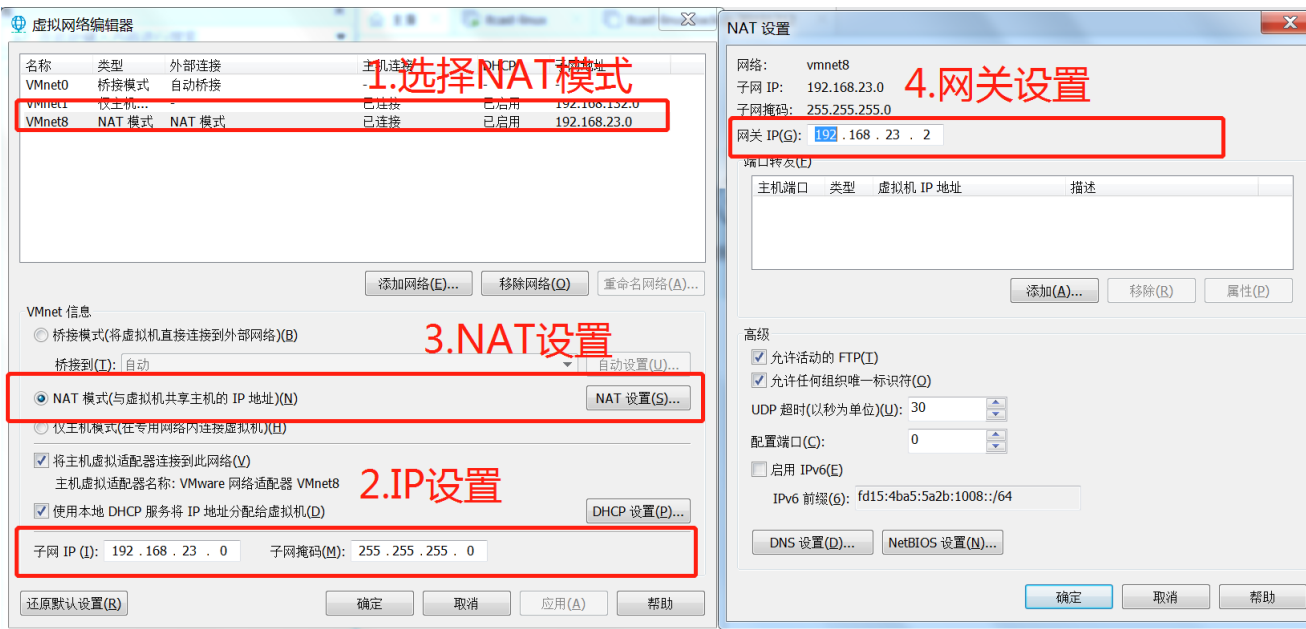 虚拟网络编辑器
名称 类型 外部连接 主机连接 DHCP 子网地址
1.选择NAT模式
VMnet0 桥接模式 自动桥接 - - -
VMnet1 仅主机... - 已连接 已启用 192.168.132.0
VMnet8 NAT 模式 NAT 模式 已连接 已启用 192.168.23.0
添加网络(E)... 移除网络(O) 重命名网络(A)...
VMnet 信息
桥接模式(将虚拟机直接连接到外部网络)(B)
3.NAT设置
桥接到(T): 自动 自动设置(U)...
NAT 模式(与虚拟机共享主机的 IP 地址)(N) NAT 设置(S)...
仅主机模式(在专用网络内连接虚拟机)(H)
将主机虚拟适配器连接到此网络(V)
主机虚拟适配器名称: VMware 网络适配器 VMnet8
2.IP设置
使用本地 DHCP 服务将 IP 地址分配给虚拟机(D) DHCP 设置(P)...
子网 IP (I): 192 . 168 . 23 . 0 子网掩码(M): 255 . 255 . 255 . 0
还原默认设置(R) 确定 取消 应用(A) 帮助
NAT 设置
网络: vmnet8
子网 IP: 192.168.23.0
4.网关设置
子网掩码: 255.255.255.0
网关 IP(G): 192 . 168 . 23 . 2
端口转发(F)
主机端口 类型 虚拟机 IP 地址 描述
添加(A)... 移除(R) 属性(P)
高级
允许活动的 FTP(T)
允许任何组织唯一标识符(O)
UDP 超时(以秒为单位)(U): 30
配置端口(C): 0
启用 IPv6(E)
IPv6 前缀(6): fd15:4ba5:5a2b:1008::/64
DNS 设置(D)... NetBIOS 设置(N)...
确定 取消 帮助